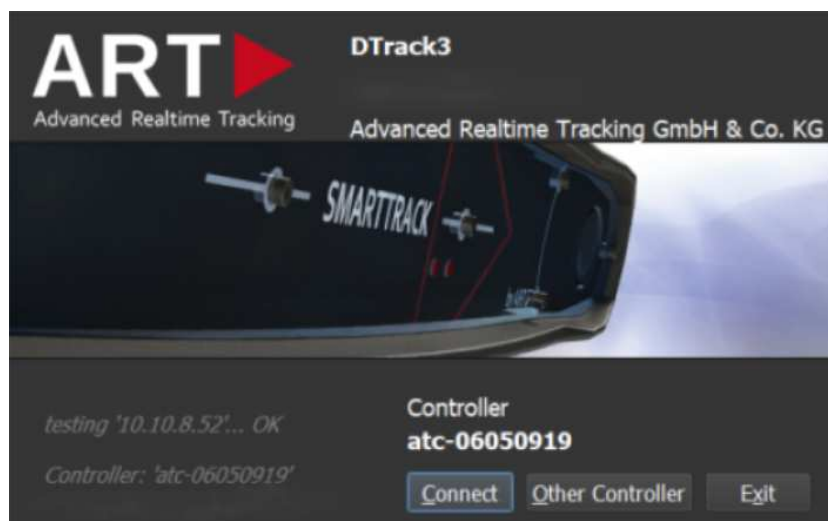 ART
Advanced Realtime Tracking
DTrack3
Advanced Realtime Tracking GmbH & Co. KG
SMARTTRACK
testing '10.10.8.52'... OK
Controller: 'atc-06050919'
Controller
atc-06050919
Connect Other Controller Exit